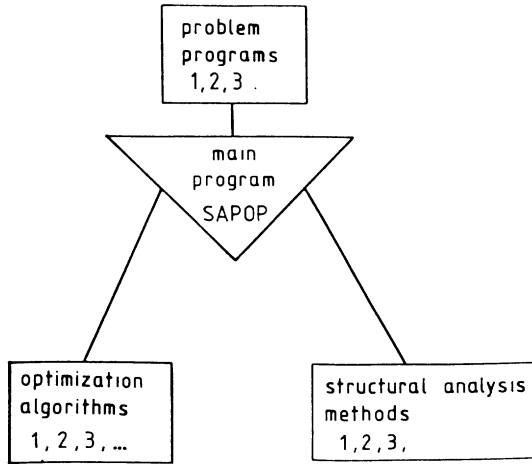 problem
programs
1,2,3 .
main
program
SAPOP
optimization
algorithms
1,2,3,...
structural analysis
methods
1,2,3,